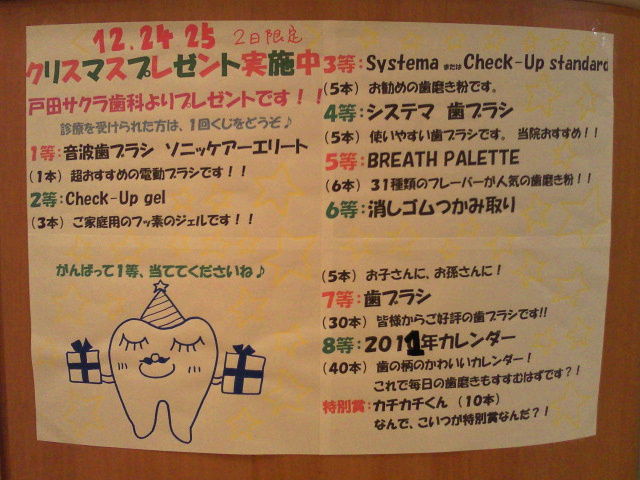 12.24 25 2日限定
クリスマスプレゼント実施中
戸田サクラ歯科よりプレゼントです！！
診療を受けられた方は、1回くじをどうぞ♪
1等:音波歯ブラシ ソニッケアーエリート
(1本) 超おすすめの電動ブラシです！！
2等:Check-Up gel
(3本) ご家庭用のフッ素のジェルです！！
がんばって1等、当ててくださいね♪
3等:Systema または Check-Up standard
(5本) お勧めの歯磨き粉です。
4等:システマ 歯ブラシ
(5本) 使いやすい歯ブラシです。 当院おすすめ！！
5等:BREATH PALETTE
(6本) 31種類のフレーバーが人気の歯磨き粉！！
6等:消しゴムつかみ取り
(5本) お子さんに、お孫さんに！
7等:歯ブラシ
(30本) 皆様からご好評の歯ブラシです!!
8等:2011年カレンダー
(40本) 歯の柄のかわいいカレンダー！
これで毎日の歯磨きもすすむはずです？！
特別賞:カチカチくん (10本)
なんで、こいつが特別賞なんだ？！